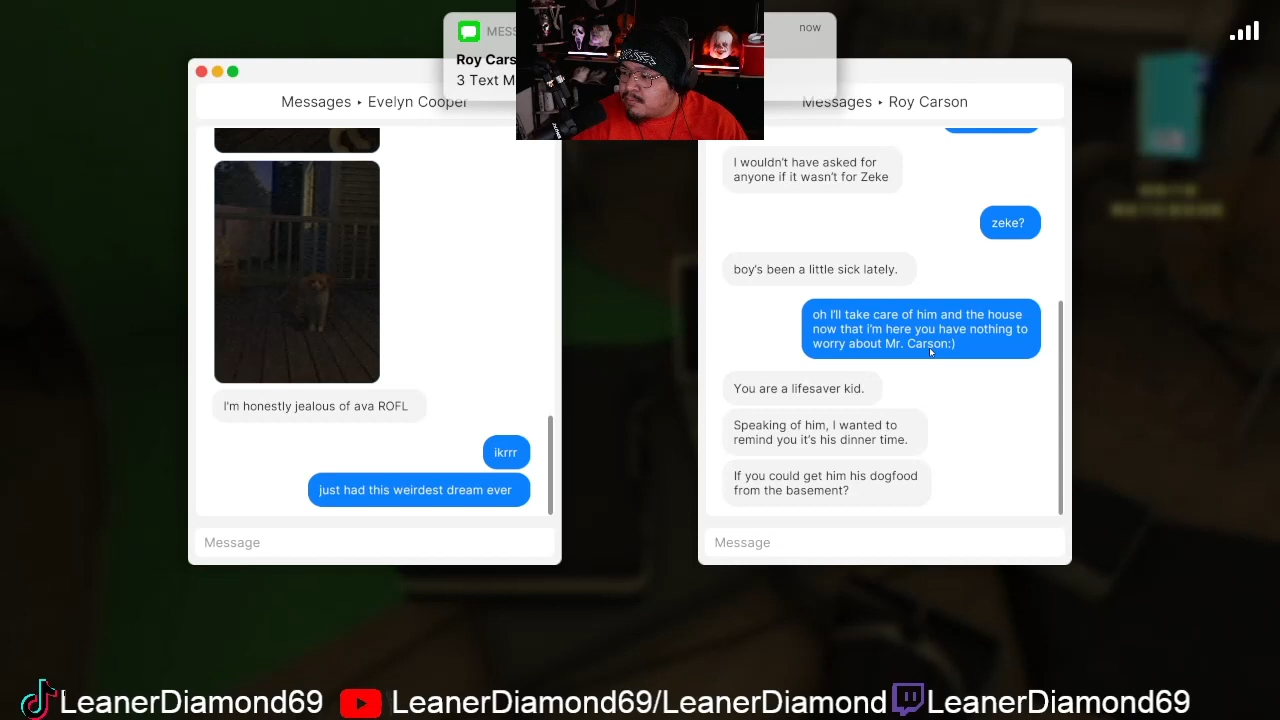 now
Roy Cars
3 Text M
Messages ▸ Evelyn Cooper
I'm honestly jealous of ava ROFL
ikrrr
just had this weirdest dream ever
Message
Messages ▸ Roy Carson
I wouldn't have asked for
anyone if it wasn't for Zeke
zeke?
boy's been a little sick lately.
oh I'll take care of him and the house
now that i'm here you have nothing to
worry about Mr. Carson:)
You are a lifesaver kid.
Speaking of him, I wanted to
remind you it's his dinner time.
If you could get him his dogfood
from the basement?
Message
LeanerDiamond69
LeanerDiamond69/LeanerDiamond
LeanerDiamond69